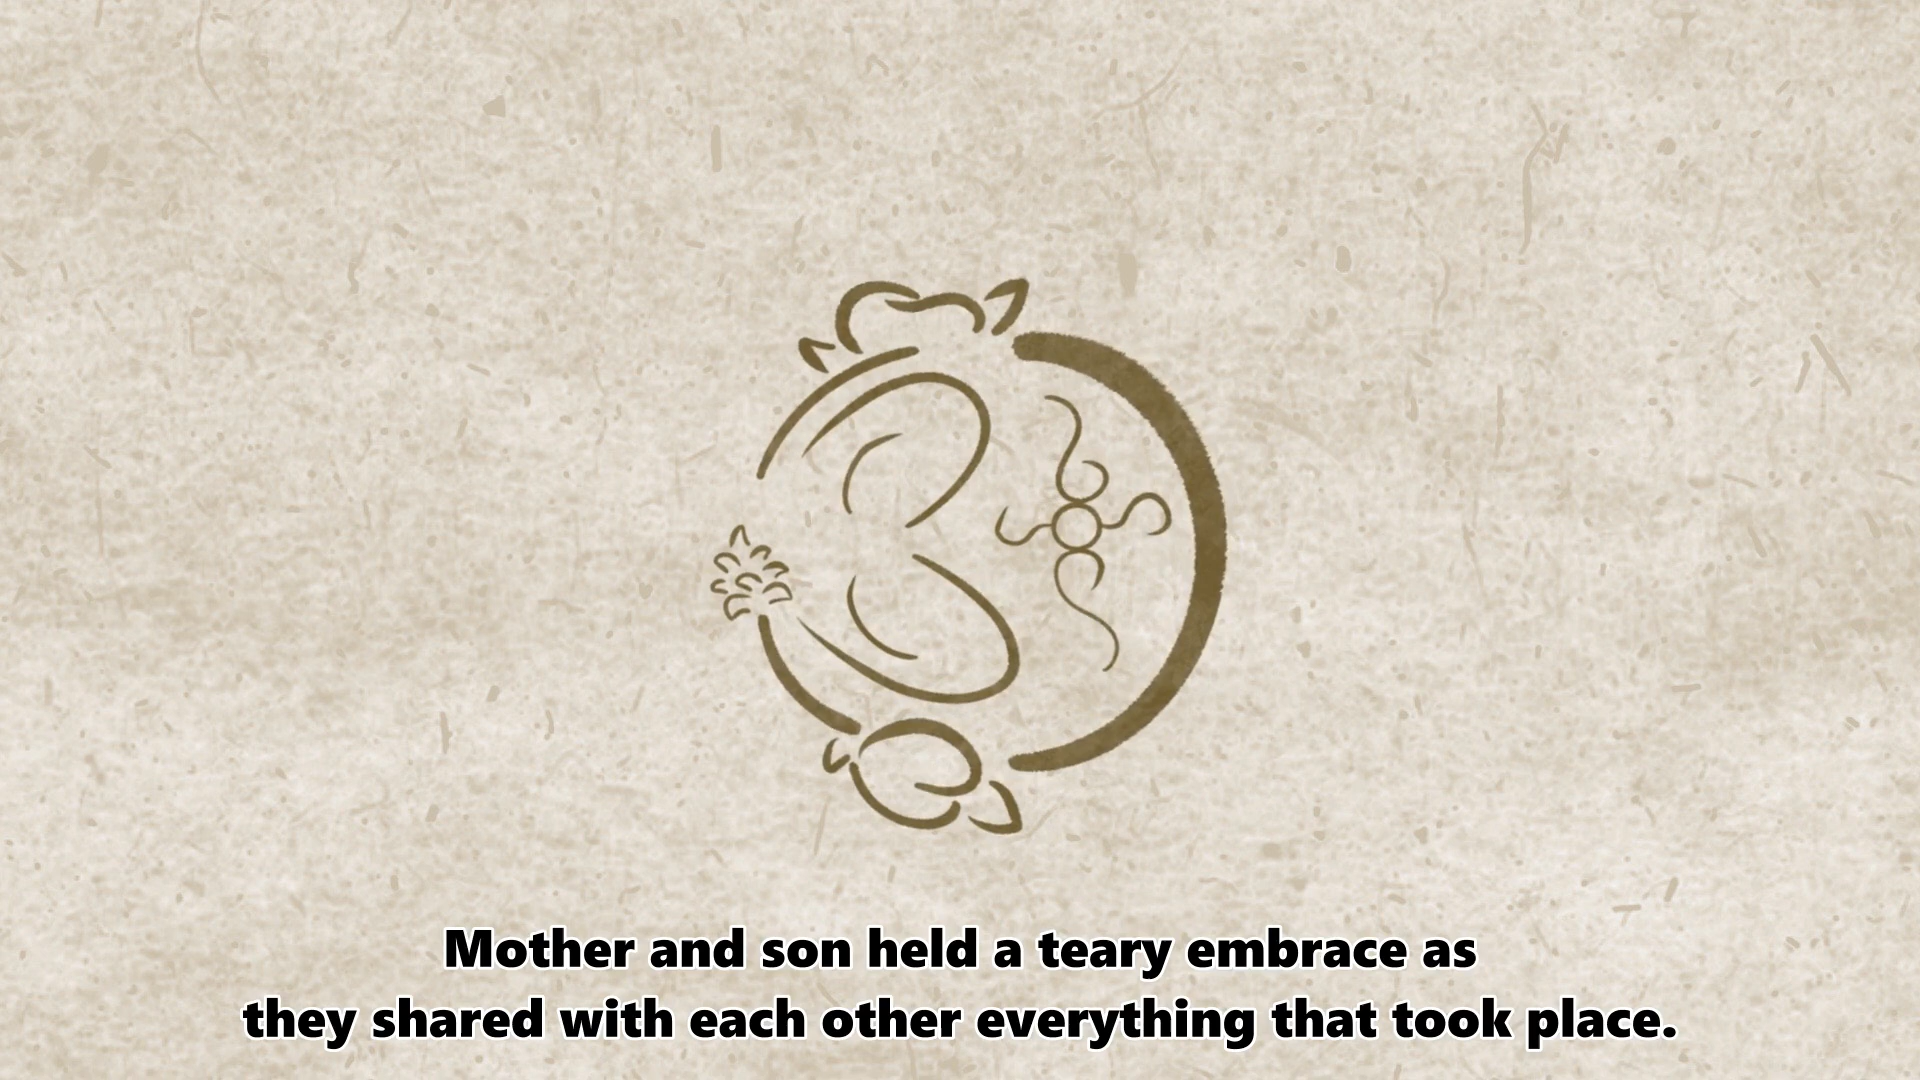 Mother and son held a teary embrace as
they shared with each other everything that took place.